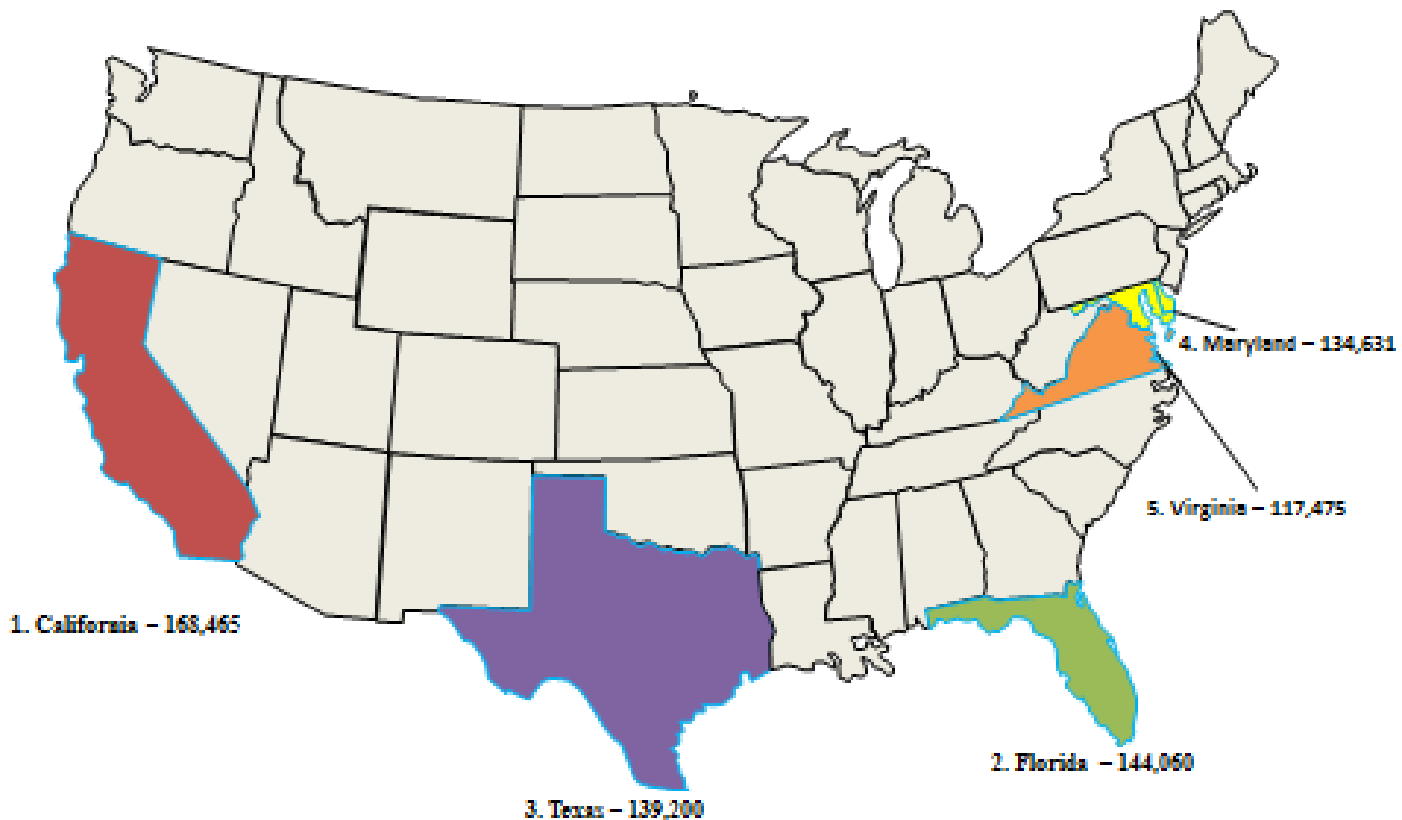 4. Maryland – 134,631
5. Virginia – 117,475
1. California – 168,465
2. Florida – 144,060
3. Texas – 139,200